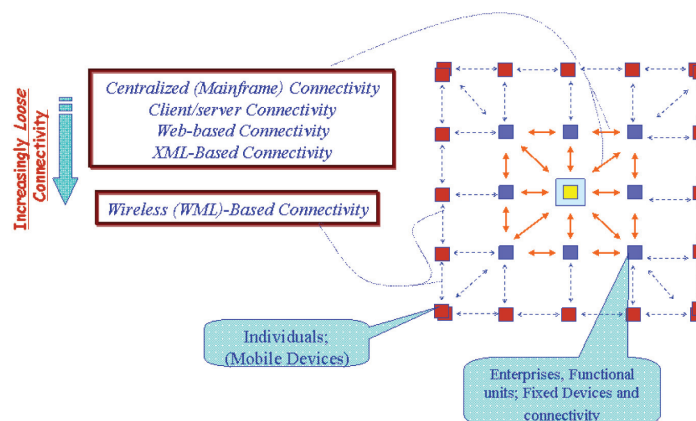 Increasingly Loose
Connectivity
Centralized (Mainframe) Connectivity
Client/server Connectivity
Web-based Connectivity
XML-Based Connectivity
Wireless (WML)-Based Connectivity
Individuals;
(Mobile Devices)
Enterprises, Functional
units; Fixed Devices and
connectivity